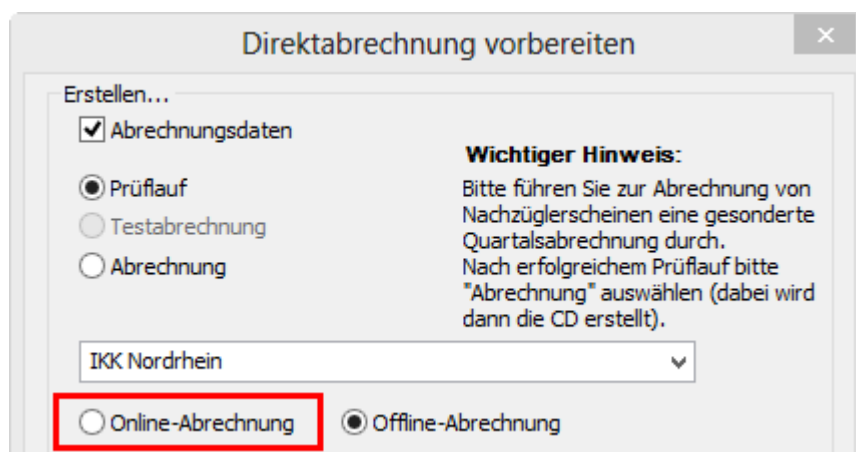 Direktabrechnung vorbereiten
Erstellen...
Abrechnungsdaten
Prüflauf
Testabrechnung
Abrechnung
Wichtiger Hinweis:
Bitte führen Sie zur Abrechnung von
Nachzüglerscheinen eine gesonderte
Quartalsabrechnung durch.
Nach erfolgreichem Prüflauf bitte
"Abrechnung" auswählen (dabei wird
dann die CD erstellt).
IKK Nordrhein
Online-Abrechnung
Offline-Abrechnung